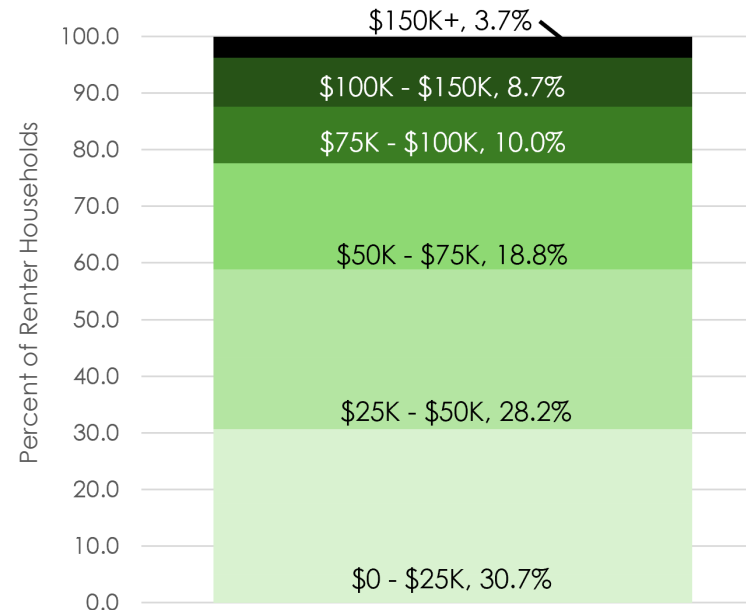 $150K+, 3.7%
100.0
$100K - $150K, 8.7%
90.0
$75K - $100K, 10.0%
80.0
70.0
$50K - $75K, 18.8%
60.0
50.0
40.0
$25K - $50K, 28.2%
30.0
20.0
10.0
$0 - $25K, 30.7%
0.0
Percent of Renter Households